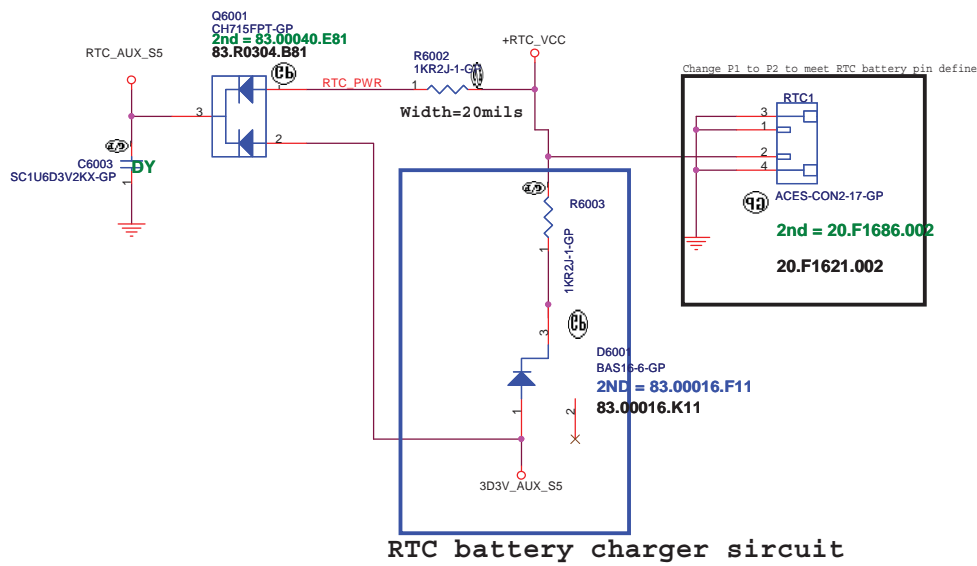 Q6001
CH715FPT-GP
2nd = 83.00040.E81
83.R0304.B81
RTC_AUX_S5
3
1
2
RTC_PWR
R6002
1KR2J-1-GP
1
Width=20mils
+RTC_VCC
C6003
SC1U6D3V2KX-GP
DY
1
Change P1 to P2 to meet RTC battery pin define
RTC1
3
1
2
4
ACES-CON2-17-GP
2nd = 20.F1686.002
20.F1621.002
R6003
1KR2J-1-GP
1
3
D6001
BAS16-6-GP
2ND = 83.00016.F11
83.00016.K11
1
2
3D3V_AUX_S5
RTC battery charger sircuit